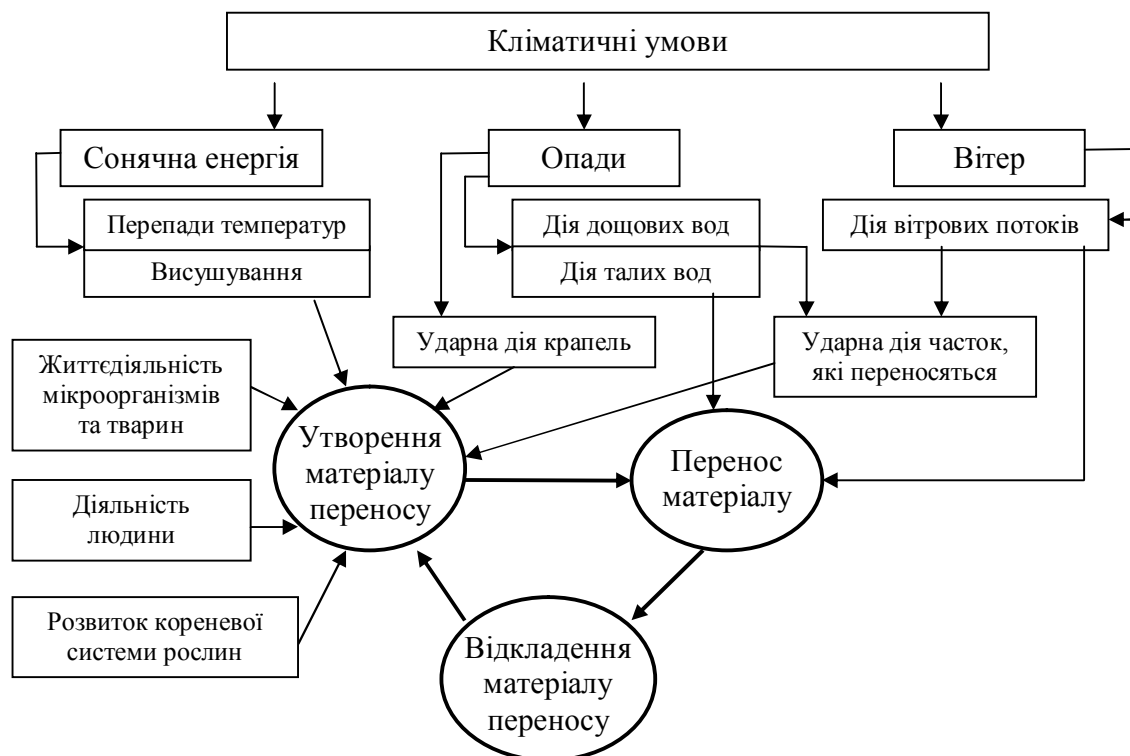 Кліматичні умови
Сонячна енергія
Опади
Вітер
Перепади температур
Висушування
Дія дощових вод
Дія талих вод
Дія вітрових потоків
Ударна дія крапель
Ударна дія часток,
які переносяться
Життєдіяльність
мікроорганізмів
та тварин
Утворення
матеріалу
переносу
Перенос
матеріалу
Діяльність
людини
Розвиток кореневої
системи рослин
Відкладення
матеріалу
переносу